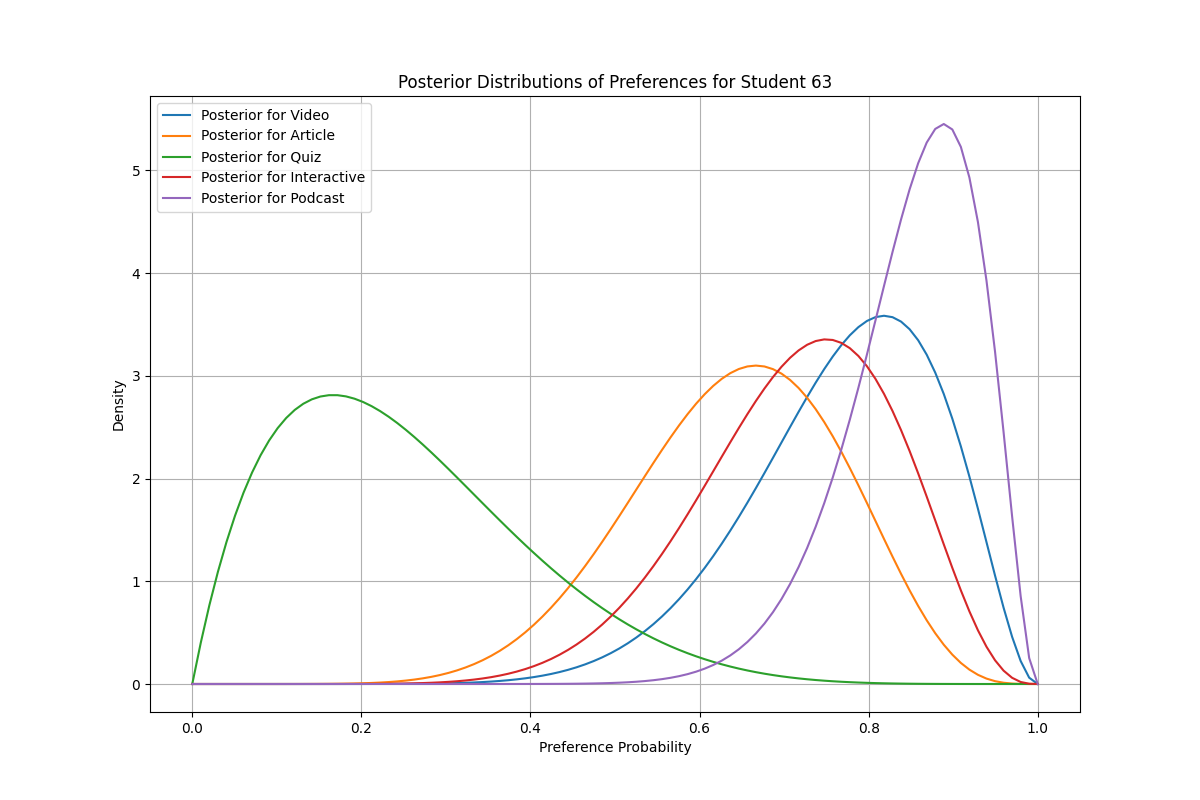 Posterior Distributions of Preferences for Student 63
Posterior for Video
Posterior for Article
Posterior for Quiz
Posterior for Interactive
Posterior for Podcast
Density
5
4
3
2
1
0
0.0 0.2 0.4 0.6 0.8 1.0
Preference Probability